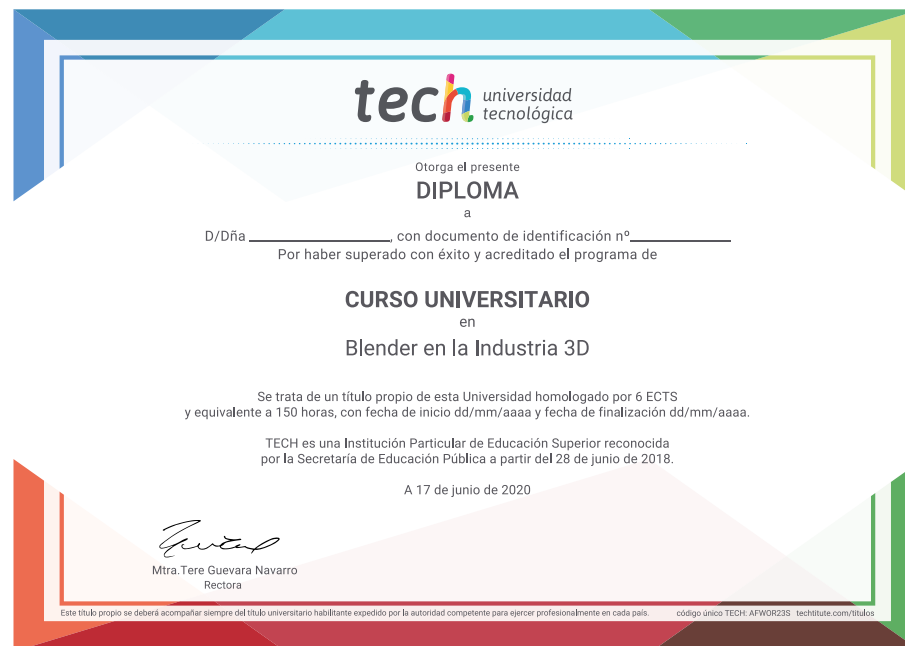 tech universidad
tecnológica
Otorga el presente
DIPLOMA
a
D/Dña , con documento de identificación nº
Por haber superado con éxito y acreditado el programa de
CURSO UNIVERSITARIO
en
Blender en la Industria 3D
Se trata de un título propio de esta Universidad homologado por 6 ECTS
y equivalente a 150 horas, con fecha de inicio dd/mm/aaaa y fecha de finalización dd/mm/aaaa.
TECH es una Institución Particular de Educación Superior reconocida
por la Secretaría de Educación Pública a partir del 28 de junio de 2018.
A 17 de junio de 2020
Mtra.Tere Guevara Navarro
Rectora
Este título propio se deberá acompañar siempre del título universitario habilitante expedido por la autoridad competente para ejercer profesionalmente en cada país. código único TECH: AFWOR23S techtitute.com/titulos